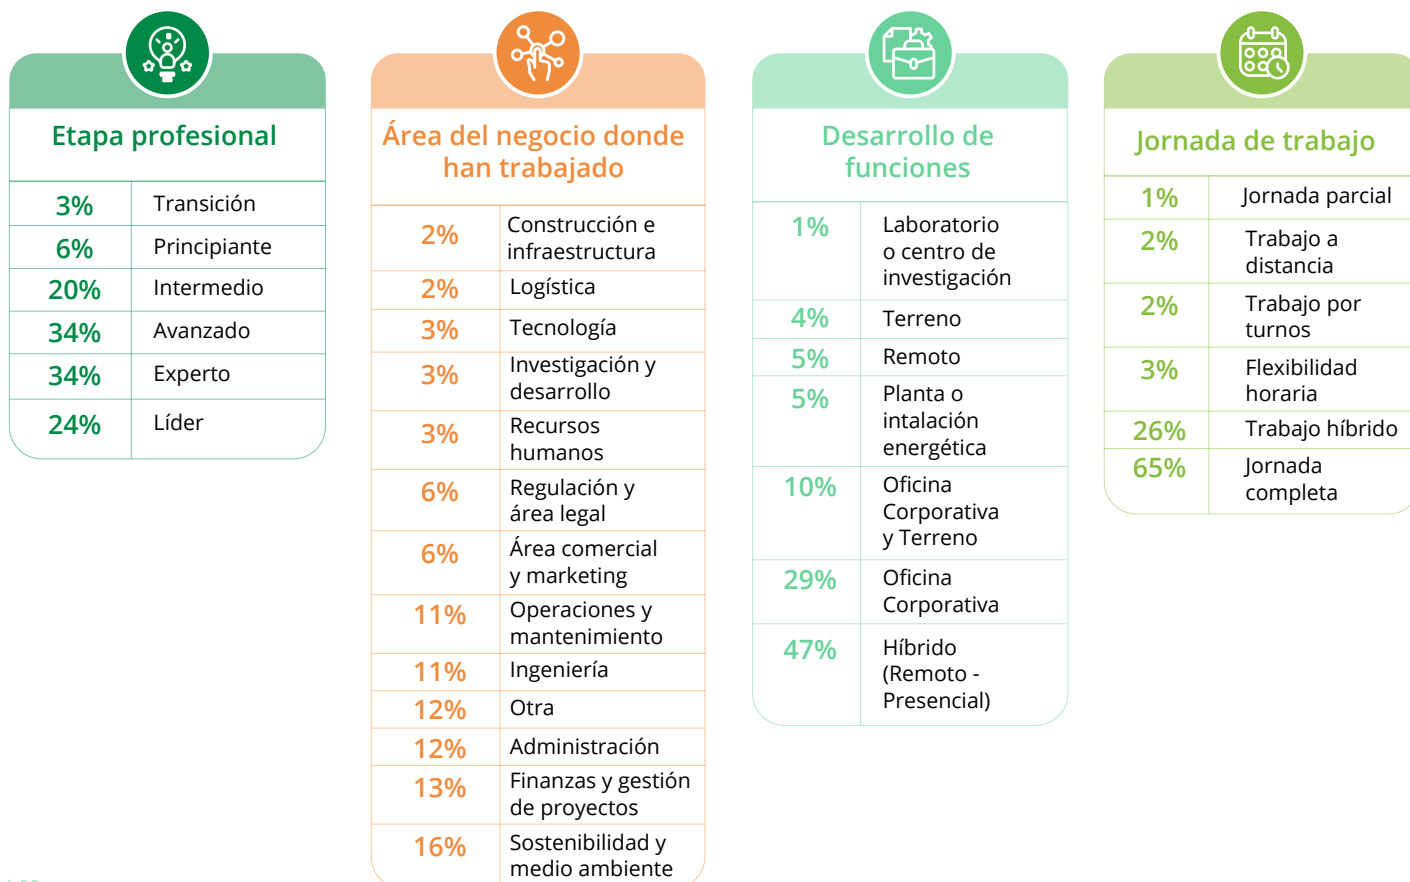 Etapa profesional
3% Transición
6% Principiante
20% Intermedio
34% Avanzado
34% Experto
24% Líder
Área del negocio donde
han trabajado
2% Construcción e
infraestructura
2% Logística
3% Tecnología
3% Investigación y
desarrollo
3% Recursos
humanos
6% Regulación y
área legal
6% Área comercial
y marketing
11% Operaciones y
mantenimiento
11% Ingeniería
12% Otra
12% Administración
13% Finanzas y gestión
de proyectos
16% Sostenibilidad y
medio ambiente
Desarrollo de
funciones
1% Laboratorio
o centro de
investigación
4% Terreno
5% Remoto
5% Planta o
intalación
energética
10% Oficina
Corporativa
y Terreno
29% Oficina
Corporativa
47% Híbrido
(Remoto -
Presencial)
Jornada de trabajo
1% Jornada parcial
2% Trabajo a
distancia
2% Trabajo por
turnos
3% Flexibilidad
horaria
26% Trabajo híbrido
65% Jornada
completa